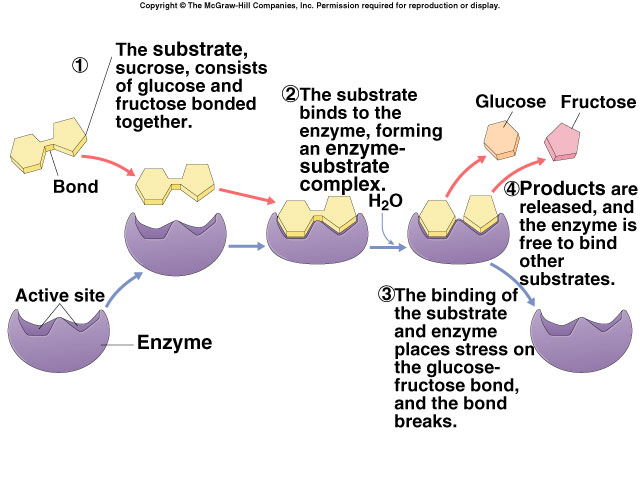 Copyright © The McGraw-Hill Companies, Inc. Permission required for reproduction or display.
① The substrate,
sucrose, consists
of glucose and
fructose bonded
together.
Bond
②The substrate
binds to the
enzyme, forming
an enzyme-
substrate
complex.
H₂O
Glucose Fructose
④Products are
released, and
the enzyme is
free to bind
other
substrates.
Active site
Enzyme
③The binding of
the substrate
and enzyme
places stress on
the glucose-
fructose bond,
and the bond
breaks.